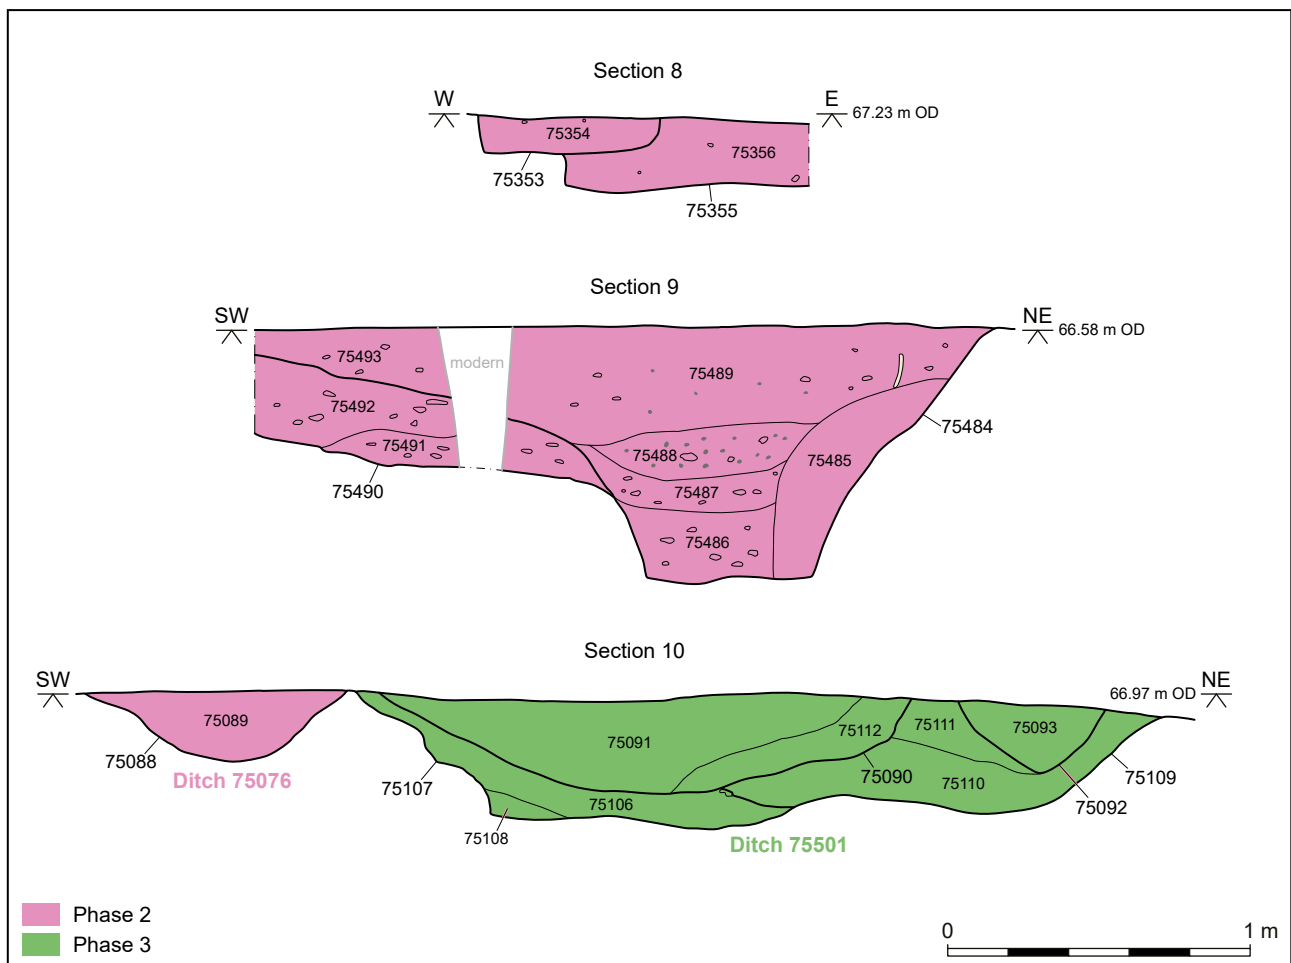 Section 8
W E 67.23 m OD
75354
75356
75353
75355
Section 9
SW NE 66.58 m OD
75493 modern 75489
75492 75484
75491 75488 75485
75490 75487
75486
Section 10
SW 66.97 m OD NE
75089 75091 75112 75111 75093
75088 75107 75090 75110 75109
Ditch 75076 75106 75092
75108 Ditch 75501
Phase 2
Phase 3
0 1 m